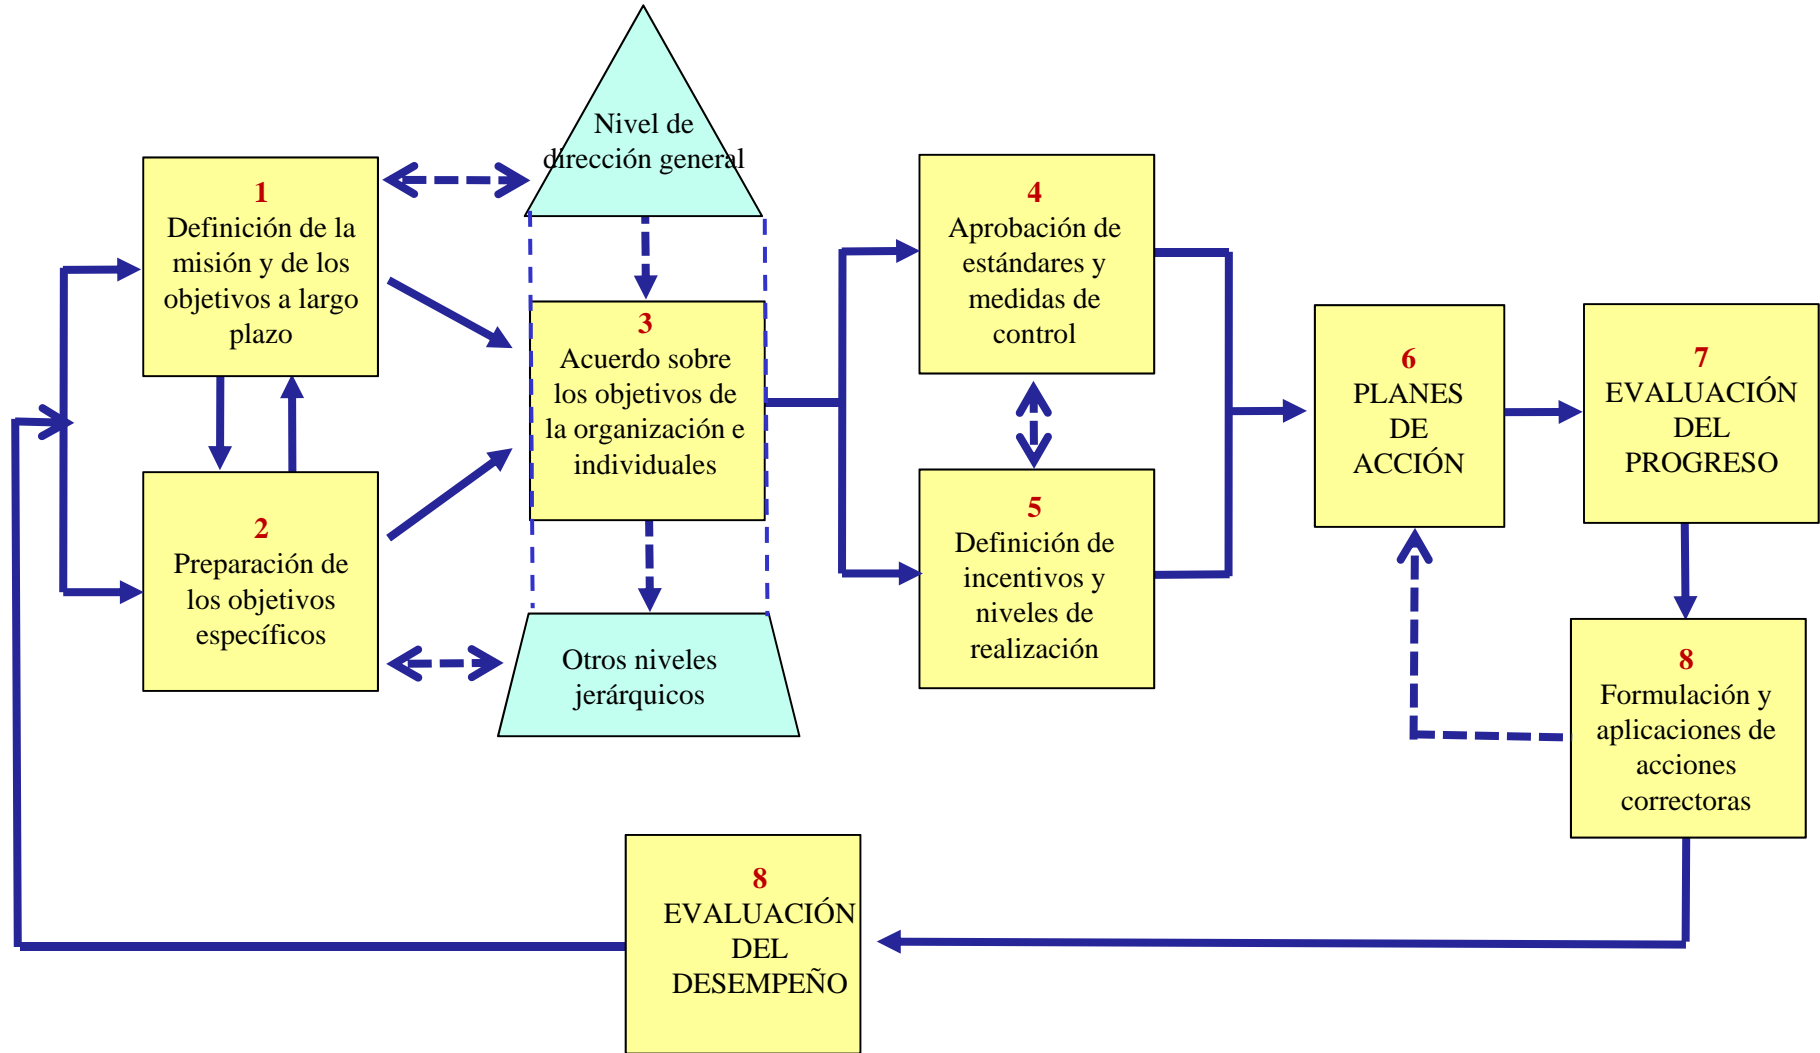 Nivel de
dirección general
1
Definición de la
misión y de los
objetivos a largo
plazo
2
Preparación de
los objetivos
específicos
3
Acuerdo sobre
los objetivos de
la organización e
individuales
Otros niveles
jerárquicos
4
Aprobación de
estándares y
medidas de
control
5
Definición de
incentivos y
niveles de
realización
6
PLANES
DE
ACCIÓN
7
EVALUACIÓN
DEL
PROGRESO
8
Formulación y
aplicaciones de
acciones
correctoras
8
EVALUACIÓN
DEL
DESEMPEÑO